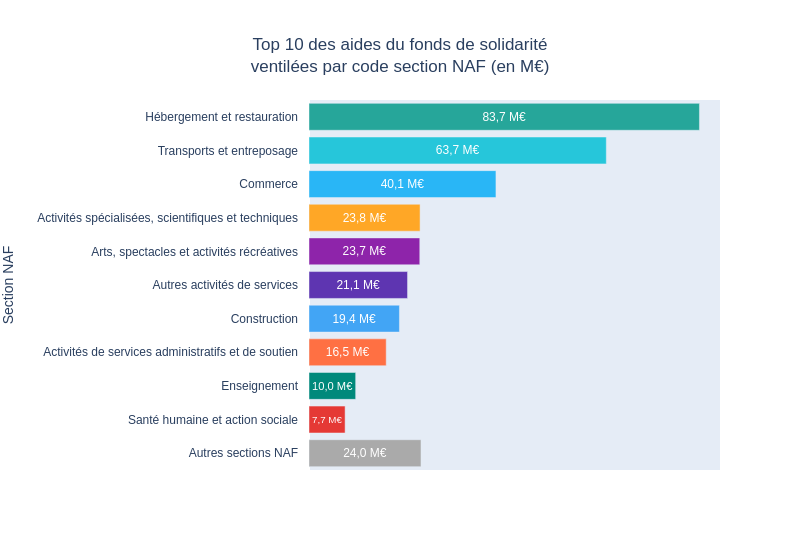 Top 10 des aides du fonds de solidarité
ventilées par code section NAF (en M€)
Section NAF
Hébergement et restauration 83,7 M€
Transports et entreposage 63,7 M€
Commerce 40,1 M€
Activités spécialisées, scientifiques et techniques 23,8 M€
Arts, spectacles et activités récréatives 23,7 M€
Autres activités de services 21,1 M€
Construction 19,4 M€
Activités de services administratifs et de soutien 16,5 M€
Enseignement 10,0 M€
Santé humaine et action sociale 7,7 M€
Autres sections NAF 24,0 M€